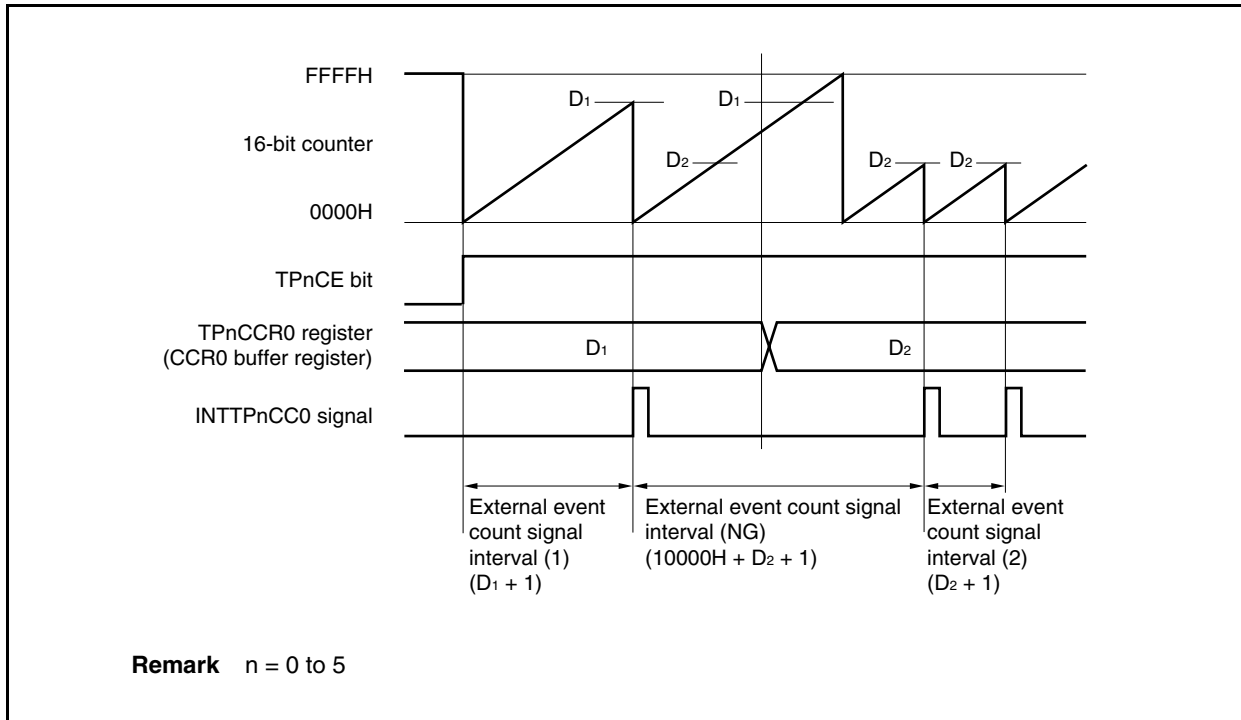 FFFFH
16-bit counter
0000H
D1
D2
D1
D2
D2
TPnCE bit
TPnCCR0 register
(CCR0 buffer register)
D1
D2
INTTPnCC0 signal
External event
count signal
interval (1)
(D1 + 1)
External event count signal
interval (NG)
(10000H + D2 + 1)
External event
count signal
interval (2)
(D2 + 1)
Remark n = 0 to 5